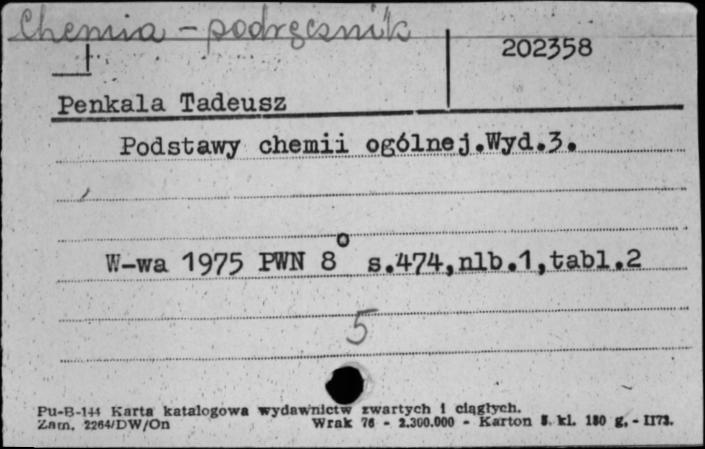 Chemia - podręcznik
202358
Penkala Tadeusz
Podstawy chemii ogólnej.Wyd.3.
W-wa 1975 PWN 8° s.474,nlb.1,tabl.2
5
Pu-B-144 Karta katalogowa wydawnictw zwartych i ciągłych.
Zam. 2264/DW/On Wrak 76 - 2.300.000 - Karton kl. 180 g. - II73.